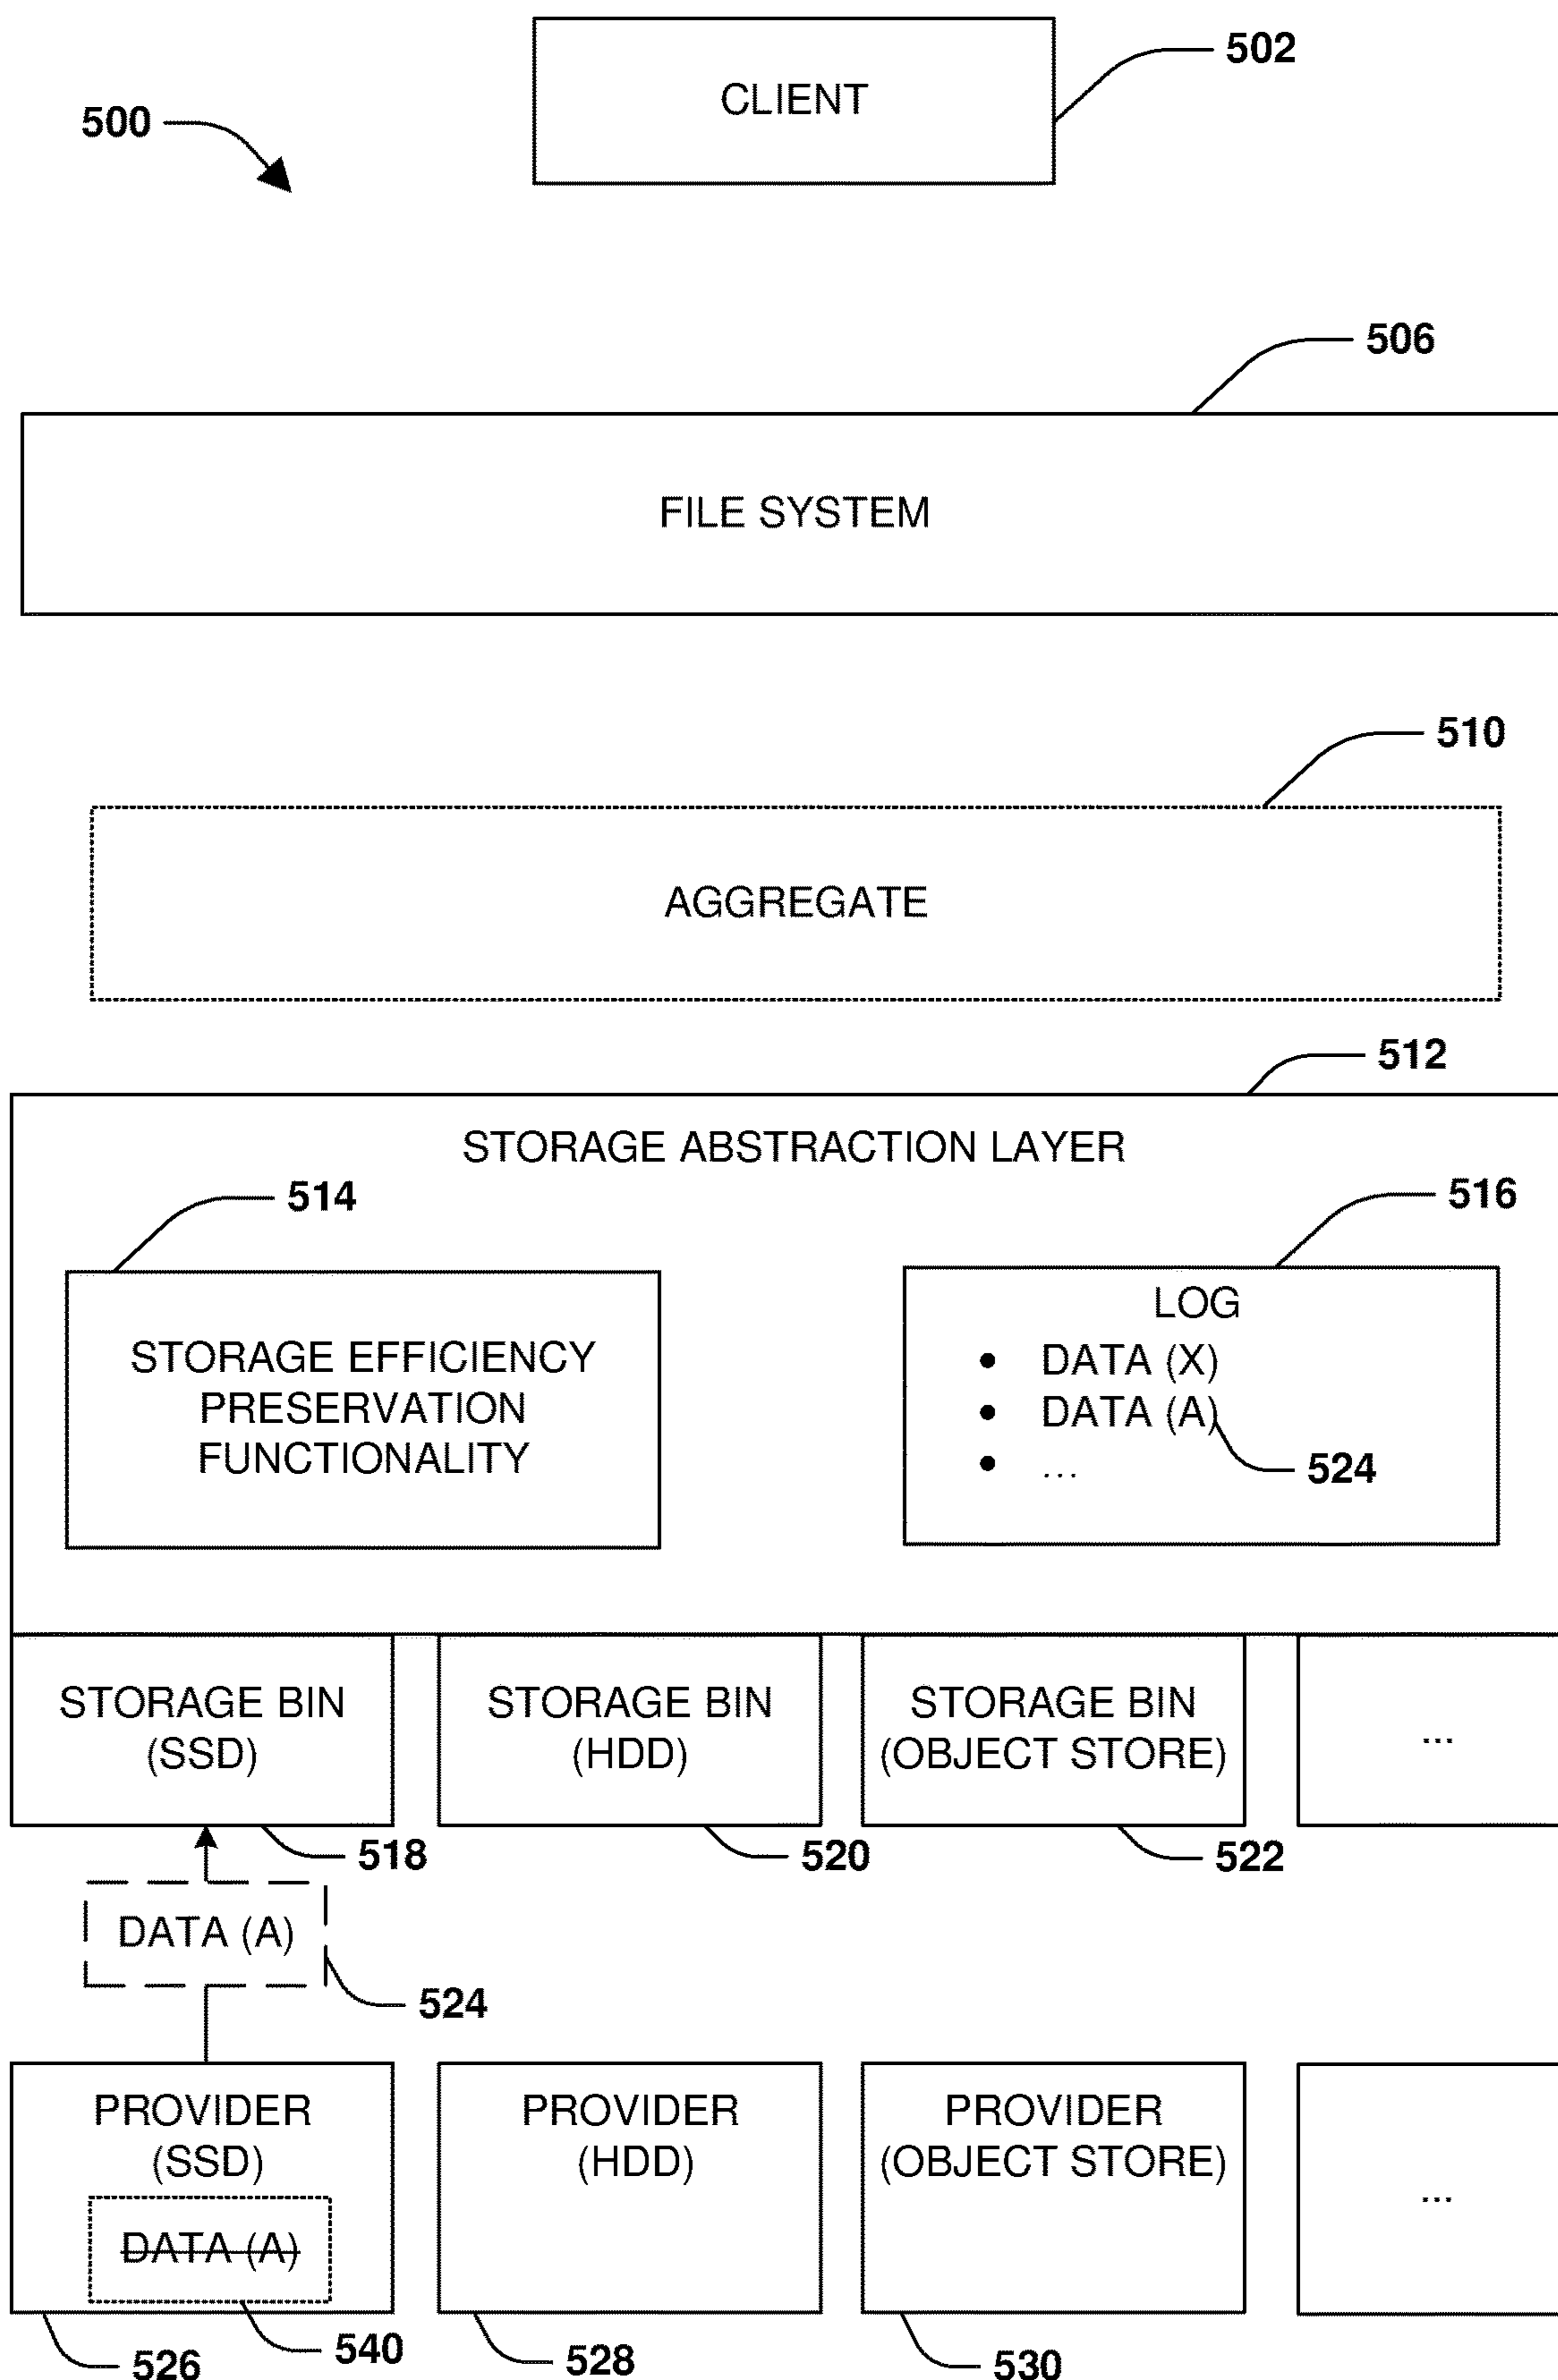 CLIENT
502
500
506
FILE SYSTEM
510
AGGREGATE
512
STORAGE ABSTRACTION LAYER
514
516
STORAGE EFFICIENCY
PRESERVATION
FUNCTIONALITY
LOG
• DATA (X)
• DATA (A)
• ...
524
STORAGE BIN
(SSD)
STORAGE BIN
(HDD)
STORAGE BIN
(OBJECT STORE)
...
518
520
522
DATA (A)
524
PROVIDER
(SSD)
DATA (A)
PROVIDER
(HDD)
PROVIDER
(OBJECT STORE)
...
526
540
528
530